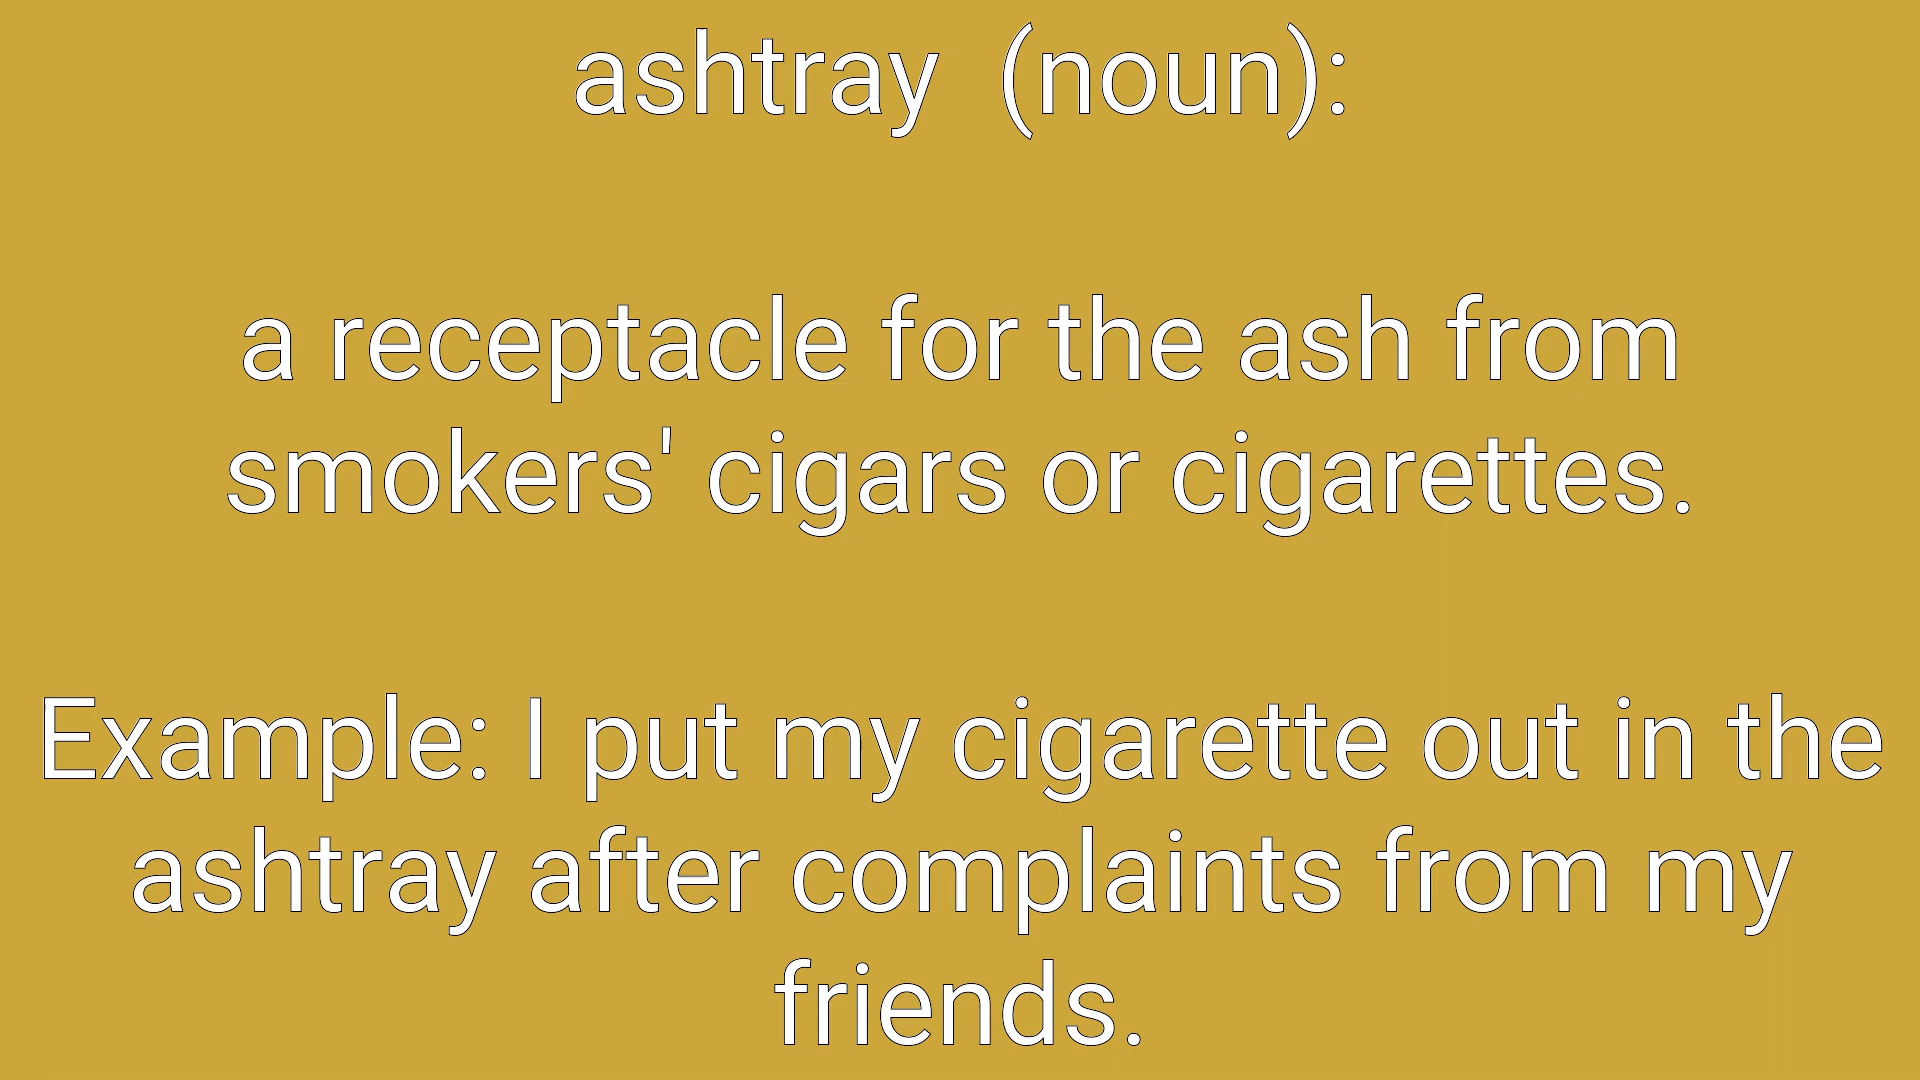 ashtray  (noun):
a receptacle for the ash from
smokers' cigars or cigarettes.
Example: I put my cigarette out in the
ashtray after complaints from my
friends.